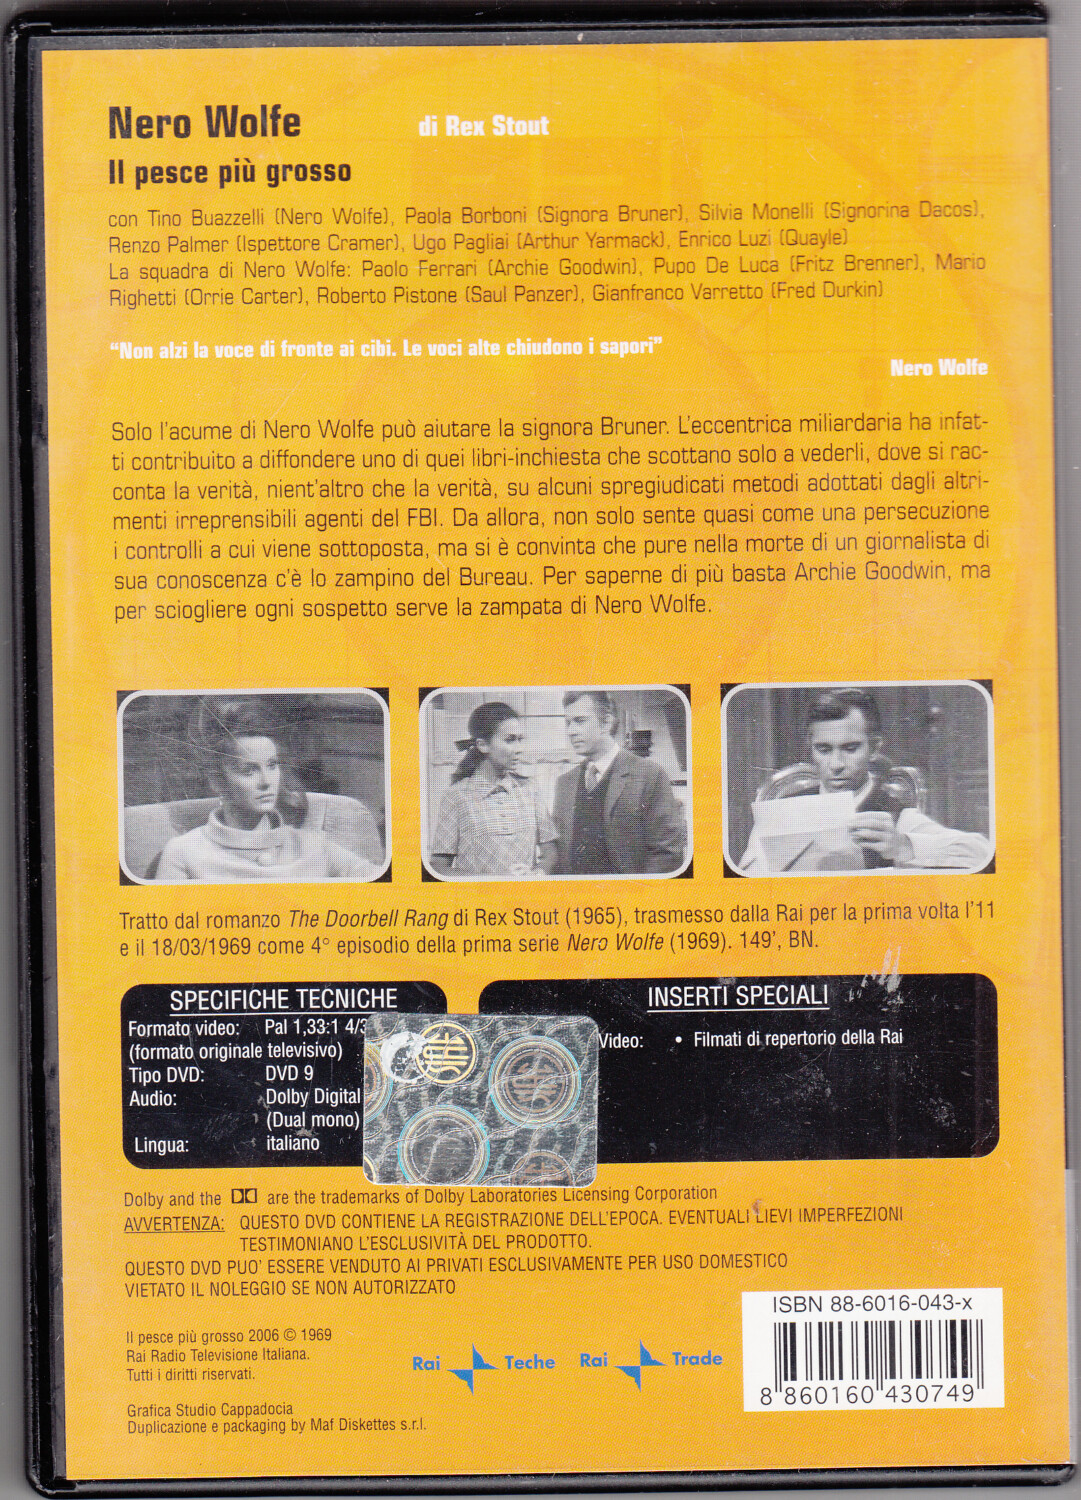 Nero Wolfe di Rex Stout
Il pesce più grosso
con Tino Buazzelli (Nero Wolfe), Paola Borboni (Signora Bruner), Silvia Monelli (Signorina Dacos),
Renzo Palmer (Ispettore Cramer), Ugo Pagliai (Arthur Yarmack), Enrico Luzi (Quayle)
La squadra di Nero Wolfe: Paolo Ferrari (Archie Goodwin), Pupo De Luca (Fritz Brenner), Mario
Righetti (Orrie Carter), Roberto Pistone (Saul Panzer), Gianfranco Varretto (Fred Durkin)
“Non alzi la voce di fronte ai cibi. Le voci alte chiudono i sapori”
Nero Wolfe
Solo l'acume di Nero Wolfe può aiutare la signora Bruner. L'eccentrica miliardaria ha infat-
ti contribuito a diffondere uno di quei libri-inchiesta che scottano solo a vederli, dove si rac-
conta la verità, nient'altro che la verità, su alcuni spregiudicati metodi adottati dagli altri-
menti irreprensibili agenti del FBI. Da allora, non solo sente quasi come una persecuzione
i controlli a cui viene sottoposta, ma si è convinta che pure nella morte di un giornalista di
sua conoscenza c'è lo zampino del Bureau. Per saperne di più basta Archie Goodwin, ma
per sciogliere ogni sospetto serve la zampata di Nero Wolfe.
Tratto dal romanzo The Doorbell Rang di Rex Stout (1965), trasmesso dalla Rai per la prima volta l'11
e il 18/03/1969 come 4° episodio della prima serie Nero Wolfe (1969). 149', BN.
SPECIFICHE TECNICHE
Formato video: Pal 1,33:1 4/3
(formato originale televisivo)
Tipo DVD: DVD 9
Audio: Dolby Digital
(Dual mono)
Lingua: italiano
INSERTI SPECIALI
Video: • Filmati di repertorio della Rai
Dolby and the are the trademarks of Dolby Laboratories Licensing Corporation
AVVERTENZA: QUESTO DVD CONTIENE LA REGISTRAZIONE DELL'EPOCA. EVENTUALI LIEVI IMPERFEZIONI
TESTIMONIANO L'ESCLUSIVITÀ DEL PRODOTTO.
QUESTO DVD PUO' ESSERE VENDUTO AI PRIVATI ESCLUSIVAMENTE PER USO DOMESTICO
VIETATO IL NOLEGGIO SE NON AUTORIZZATO
Il pesce più grosso 2006 © 1969
Rai Radio Televisione Italiana.
Tutti i diritti riservati.
Grafica Studio Cappadocia
Duplicazione e packaging by Maf Diskettes s.r.l.
Rai Teche Rai Trade
ISBN 88-6016-043-x
8 860160 430749